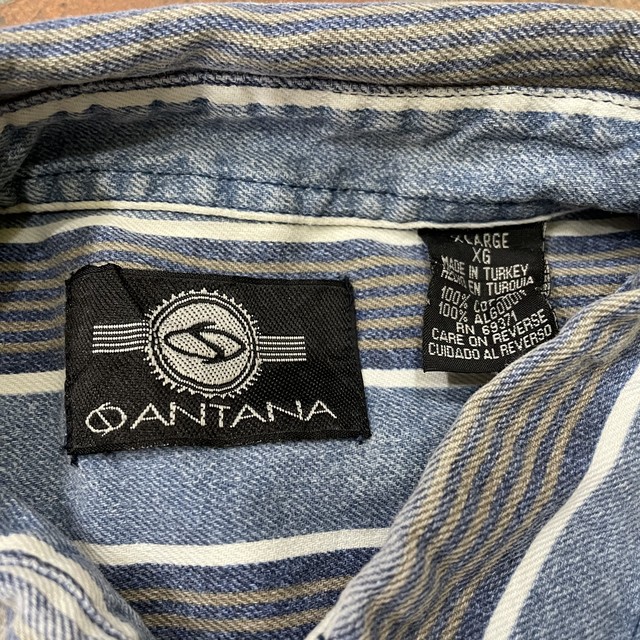 SANTANA
XLARGE
XG
MADE IN TURKEY
HECHO EN TURQUIA
100% COTTON
100% ALGODON
RN 69371
CARE ON REVERSE
CUIDADO AL REVERSO